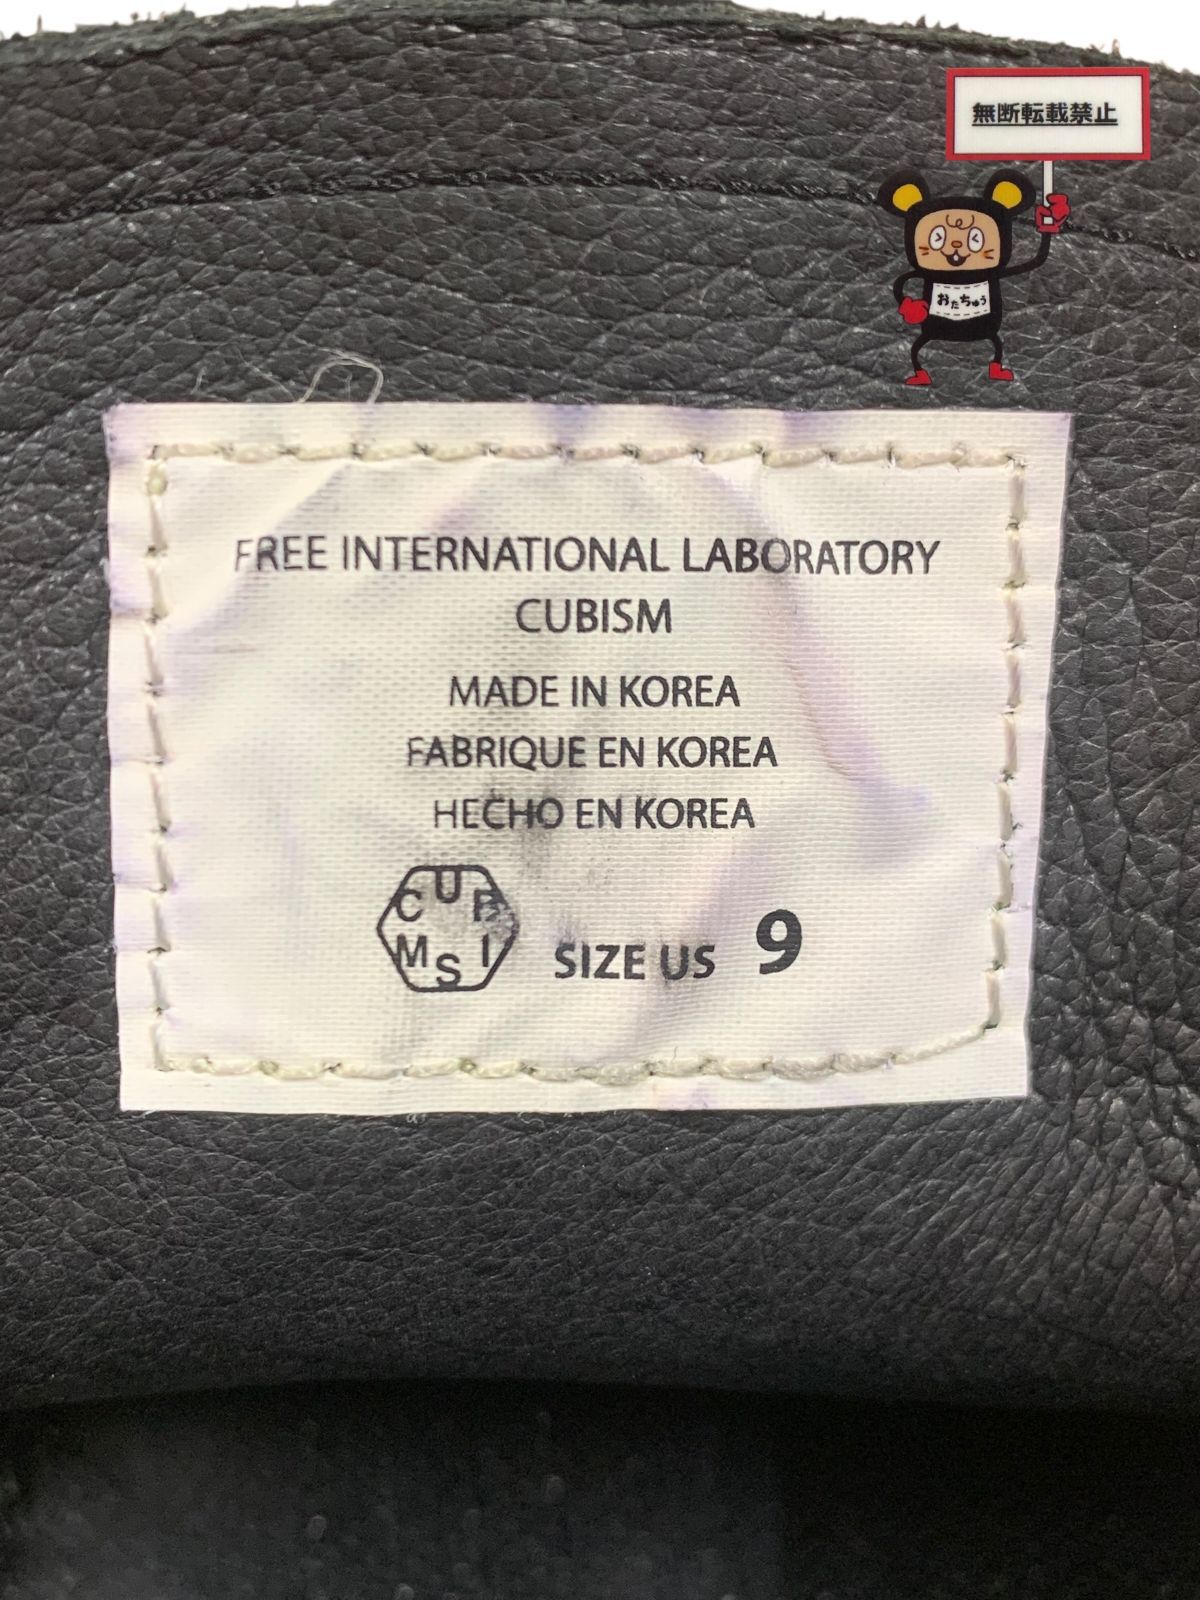 無断転載禁止
おたちゅう
FREE INTERNATIONAL LABORATORY
CUBISM
MADE IN KOREA
FABRIQUE EN KOREA
HECHO EN KOREA
CUBISM
SIZE US 9